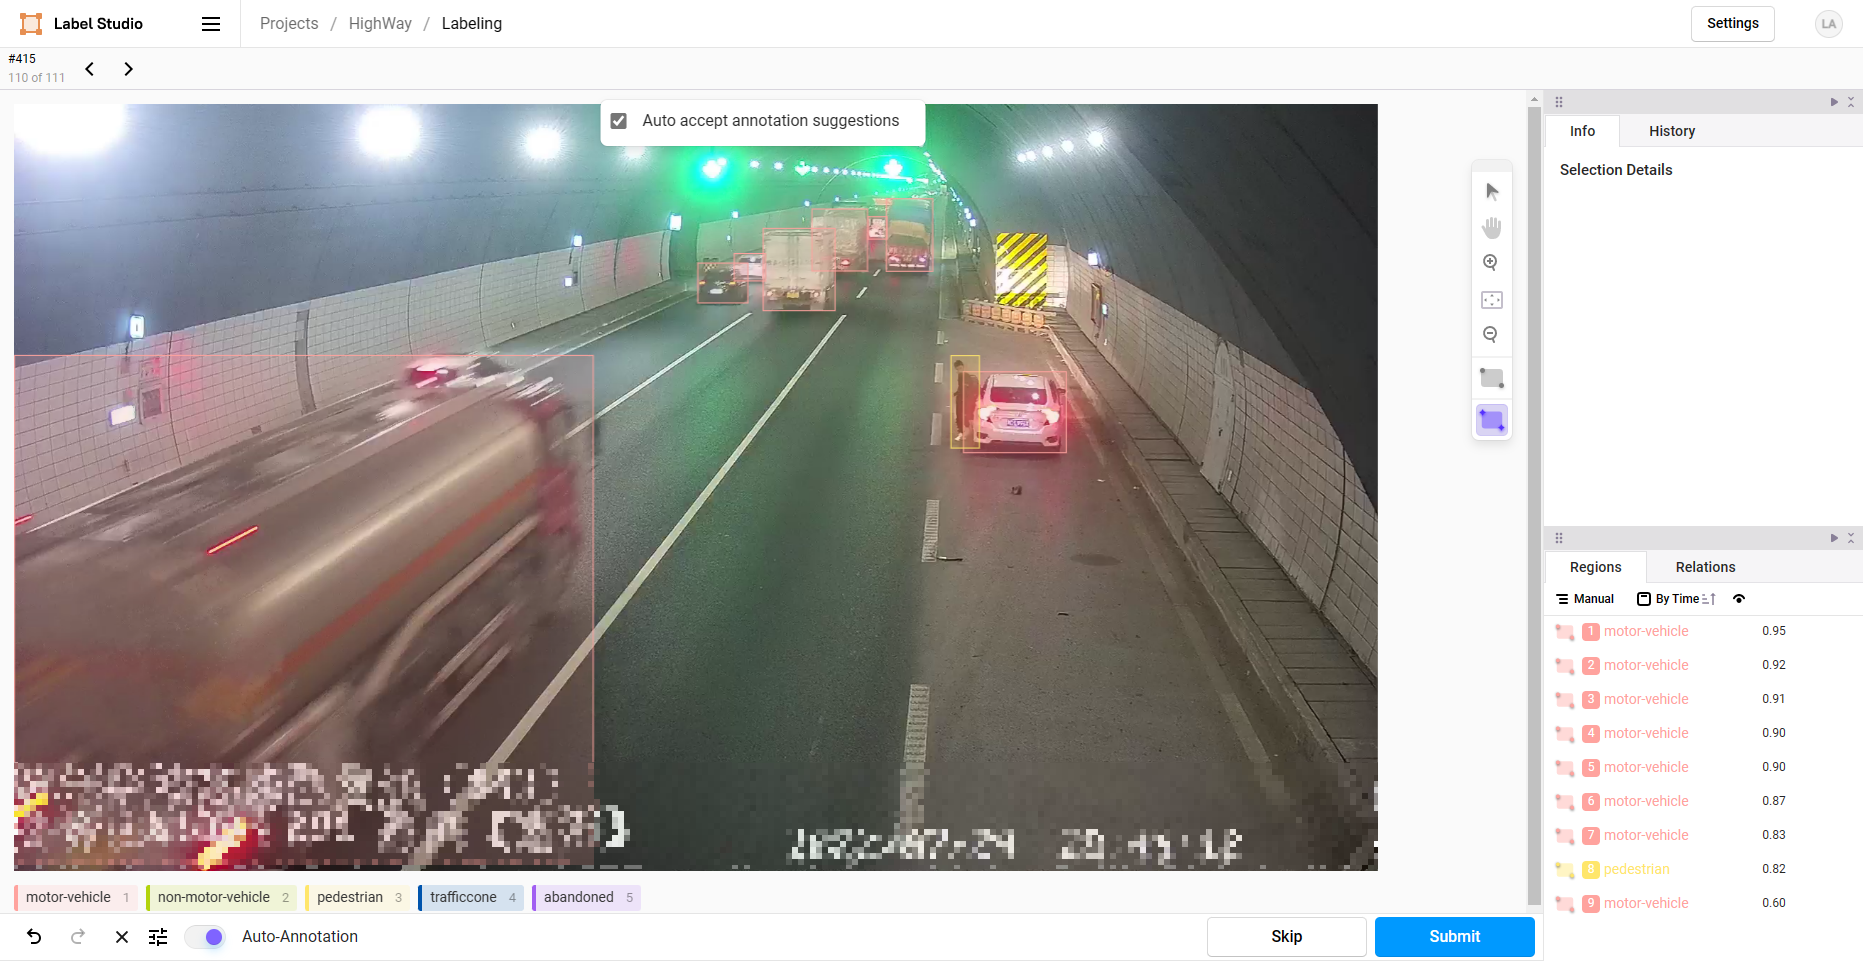 Label Studio
Projects / HighWay / Labeling
Settings
LA
#415
110 of 111
Auto accept annotation suggestions
Info
History
Selection Details
Regions
Relations
Manual
By Time
1 motor-vehicle 0.95
2 motor-vehicle 0.92
3 motor-vehicle 0.91
4 motor-vehicle 0.90
5 motor-vehicle 0.90
6 motor-vehicle 0.87
7 motor-vehicle 0.83
8 pedestrian 0.82
9 motor-vehicle 0.60
motor-vehicle 1
non-motor-vehicle 2
pedestrian 3
trafficcone 4
abandoned 5
Auto-Annotation
Skip
Submit